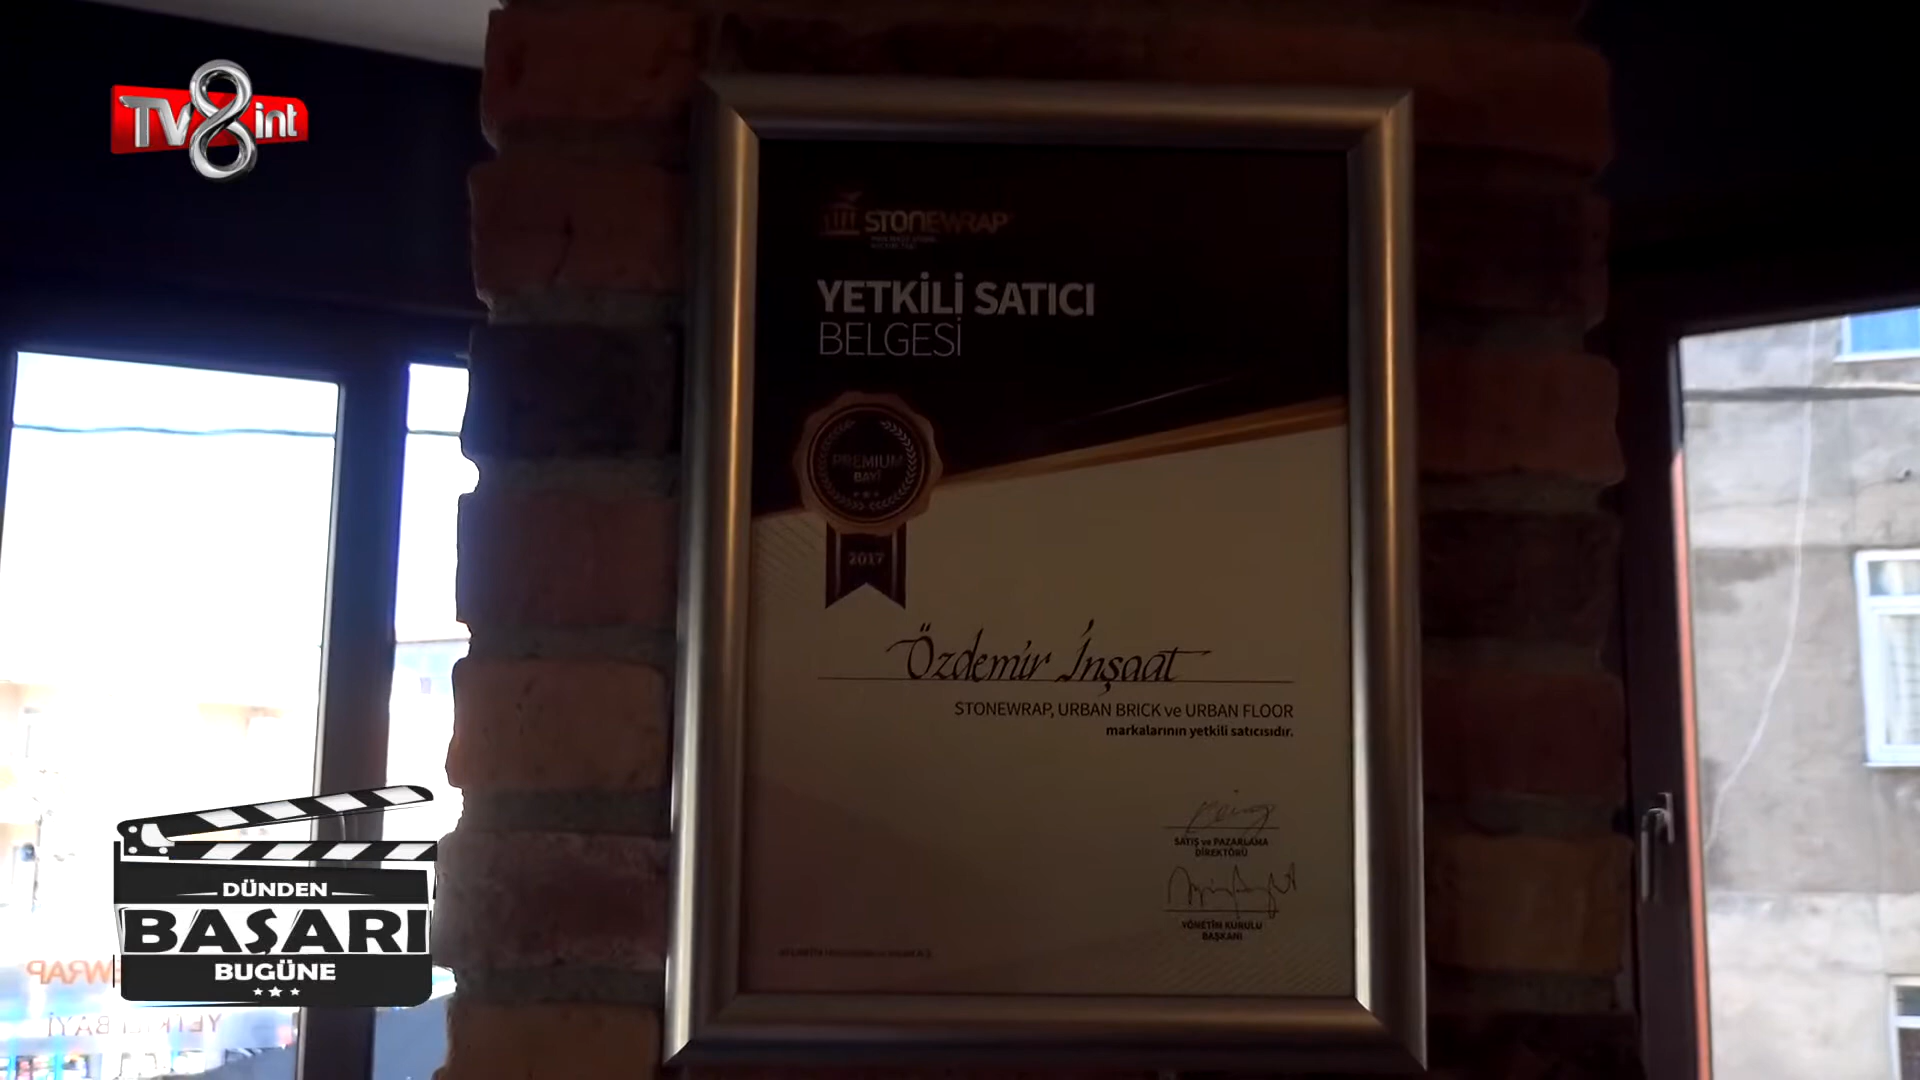 TV8int
STONEWRAP
YETKİLİ SATICI
BELGESİ
PREMIUM
BAYİ
2017
Özdemir İnşaat
STONEWRAP, URBAN BRICK ve URBAN FLOOR
markalarının yetkili satıcısıdır.
SATIŞ ve PAZARLAMA
DİREKTÖRÜ
YÖNETİM KURULU
BAŞKANI
DÜNDEN
BAŞARI
BUGÜNE